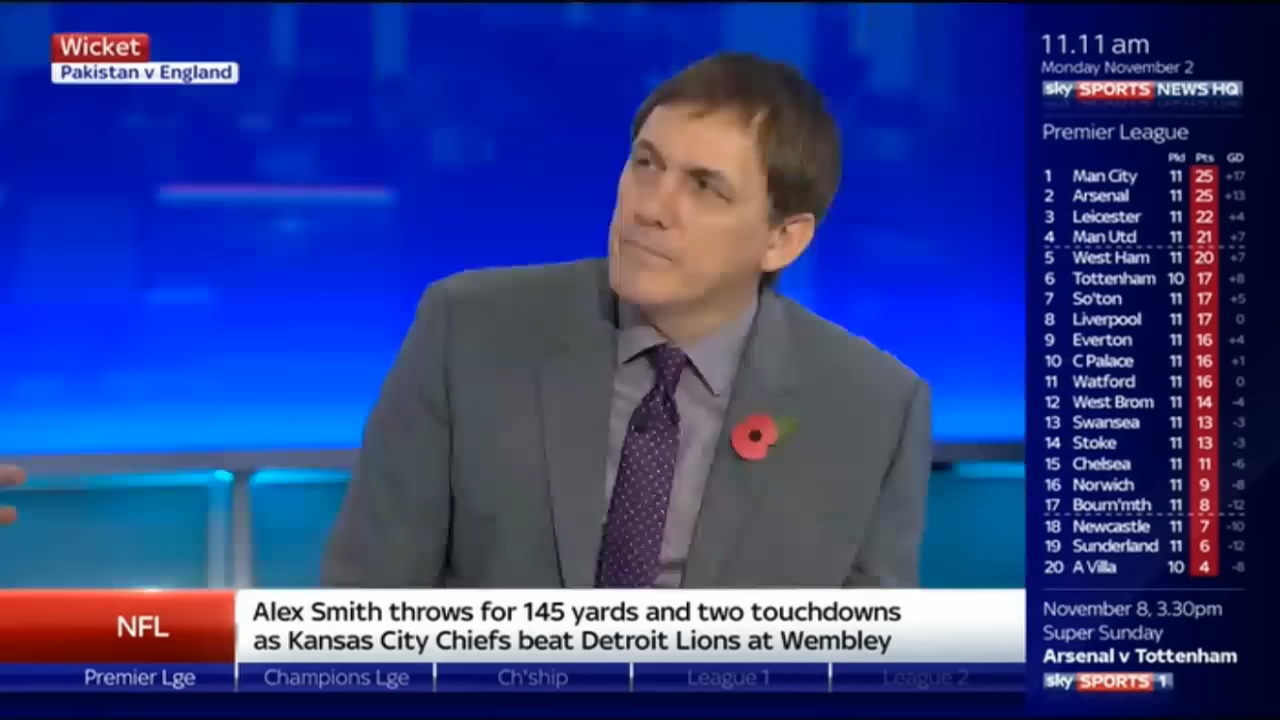 Wicket
Pakistan v England
11.11 am
Monday November 2
sky SPORTS NEWS HQ
Premier League
Pld Pts GD
1 Man City 11 25 +17
2 Arsenal 11 25 +13
3 Leicester 11 22 +4
4 Man Utd 11 21 +7
5 West Ham 11 20 +7
6 Tottenham 10 17 +8
7 So'ton 11 17 +5
8 Liverpool 11 17 0
9 Everton 11 16 +4
10 C Palace 11 16 +1
11 Watford 11 16 0
12 West Brom 11 14 -4
13 Swansea 11 13 -3
14 Stoke 11 13 -3
15 Chelsea 11 11 -6
16 Norwich 11 9 -8
17 Bourn'mth 11 8 -12
18 Newcastle 11 7 -10
19 Sunderland 11 6 -12
20 A Villa 10 4 -8
November 8, 3.30pm
Super Sunday
Arsenal v Tottenham
sky SPORTS 1
NFL
Alex Smith throws for 145 yards and two touchdowns
as Kansas City Chiefs beat Detroit Lions at Wembley
Premier Lge Champions Lge Ch'ship League 1 League 2